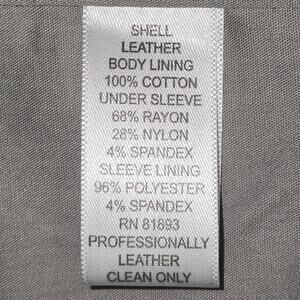 SHELL
LEATHER
BODY LINING
100% COTTON
UNDER SLEEVE
68% RAYON
28% NYLON
4% SPANDEX
SLEEVE LINING
96% POLYESTER
4% SPANDEX
RN 81893
PROFESSIONALLY
LEATHER
CLEAN ONLY